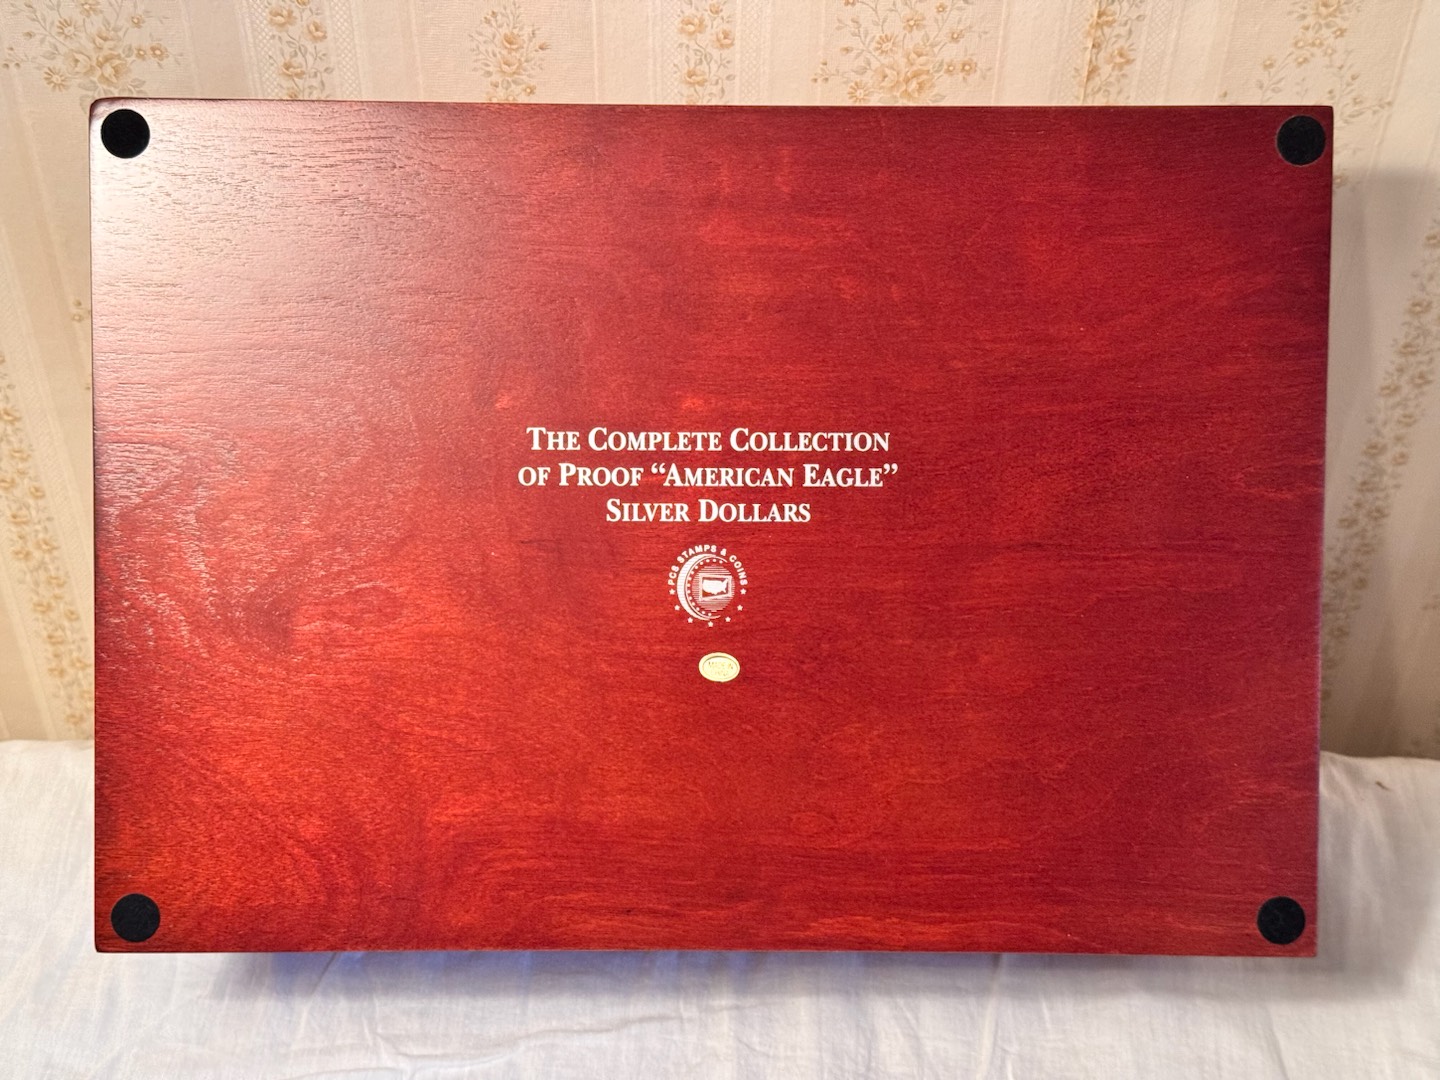 THE COMPLETE COLLECTION
OF PROOF “AMERICAN EAGLE”
SILVER DOLLARS
PCS STAMPS & COINS